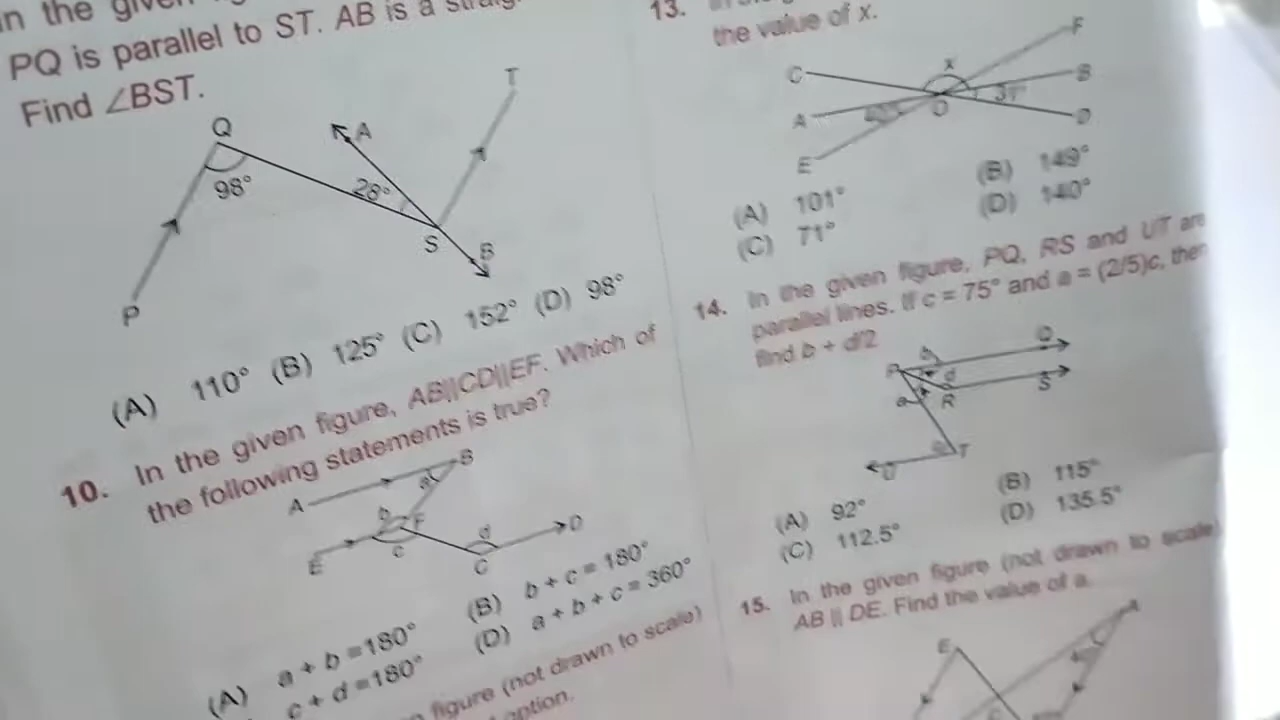 PQ is parallel to ST. AB is a
Find ∠BST.
Q
A
T
98°
28°
S
B
P
(A) 110° (B) 125° (C) 152° (D) 98°
10. In the given figure, AB||CD||EF. Which of
the following statements is true?
A
B
a
b
F
E
c
d
D
C
(A) a + b = 180°
(B) b + c = 180°
c + d = 180°
(D) a + b + c = 360°
figure (not drawn to scale)
option.
13.
the value of x.
C
F
x
B
A
O
D
E
(A) 101°
(B) 149°
(C) 71°
(D) 140°
14. In the given figure, PQ, RS and UT are
parallel lines. If c = 75° and a = (2/5)c, then
find b + d/2
P
b
Q
d
S
a
R
T
U
(A) 92°
(B) 115°
(C) 112.5°
(D) 135.5°
15. In the given figure (not drawn to scale)
AB || DE. Find the value of a.
A
E